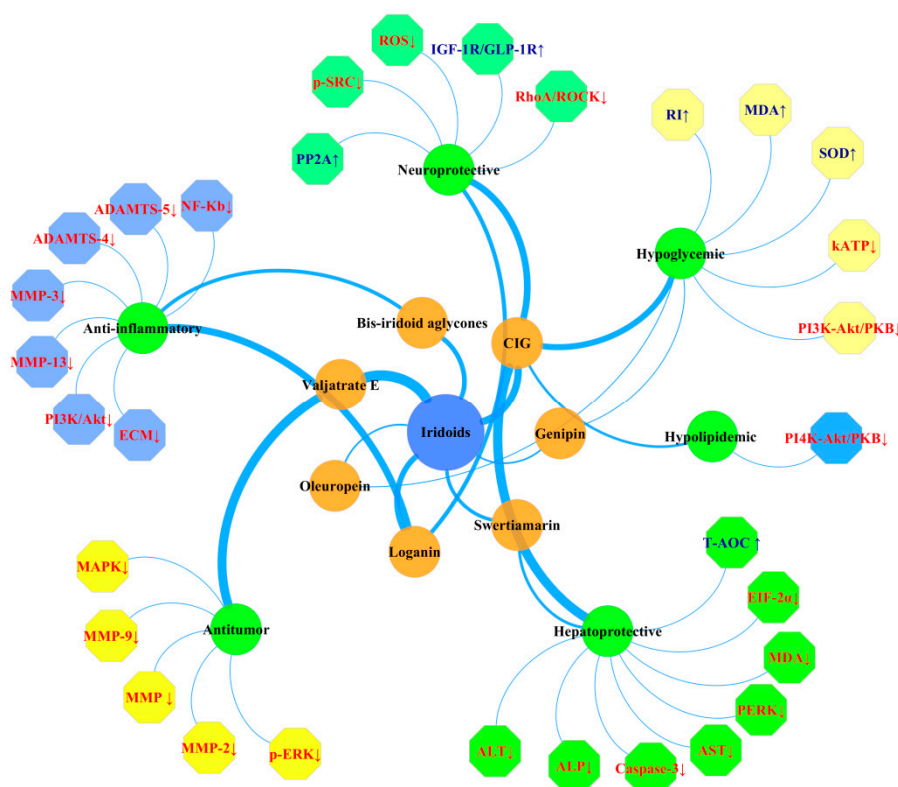 ROS↓
IGF-1R/GLP-1R↑
p-SRC↓
RhoA/ROCK↓
PP2A↑
Neuroprotective
RI↑
MDA↑
SOD↑
kATP↓
PI3K-Akt/PKB↓
Hypoglycemic
ADAMTS-5↓
NF-Kb↓
ADAMTS-4↓
MMP-3↓
MMP-13↓
PI3K/Akt↓
ECM↓
Anti-inflammatory
Bis-iridoid aglycones
CIG
Valjatrate E
Iridoids
Genipin
Oleuropein
Loganin
Swertiamarin
Hypolipidemic
PI4K-Akt/PKB↓
MAPK↓
MMP-9↓
MMP ↓
MMP-2↓
p-ERK↓
Antitumor
Hepatoprotective
T-AOC ↑
EIF-2α↓
MDA↓
PERK↓
AST↓
Caspase-3↓
ALP↓
ALT↓